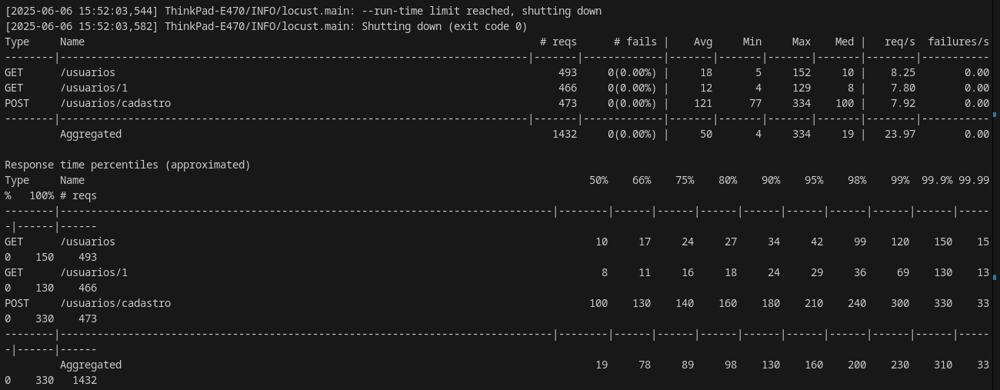 [2025-06-06 15:52:03,544] ThinkPad-E470/INFO/locust.main: --run-time limit reached, shutting down
[2025-06-06 15:52:03,582] ThinkPad-E470/INFO/locust.main: Shutting down (exit code 0)
Type     Name                                                                          # reqs      # fails |    Avg     Min     Max    Med |   req/s  failures/s
--------|----------------------------------------------------------------------------|-------|-------------|-------|-------|-------|-------|--------|-----------
GET      /usuarios                                                                        493     0(0.00%) |     18       5     152     10 |    8.25        0.00
GET      /usuarios/1                                                                      466     0(0.00%) |     12       4     129      8 |    7.80        0.00
POST     /usuarios/cadastro                                                               473     0(0.00%) |    121      77     334    100 |    7.92        0.00
--------|----------------------------------------------------------------------------|-------|-------------|-------|-------|-------|-------|--------|-----------
         Aggregated                                                                      1432     0(0.00%) |     50       4     334     19 |   23.97        0.00
Response time percentiles (approximated)
Type     Name                                                                                  50%    66%    75%    80%    90%    95%    98%    99%  99.9% 99.99
%   100% # reqs
--------|--------------------------------------------------------------------------------|--------|------|------|------|------|------|------|------|------|-----
-|------|------
GET      /usuarios                                                                              10     17     24     27     34     42     99    120    150    15
0    150    493
GET      /usuarios/1                                                                             8     11     16     18     24     29     36     69    130    13
0    130    466
POST     /usuarios/cadastro                                                                    100    130    140    160    180    210    240    300    330    33
0    330    473
--------|--------------------------------------------------------------------------------|--------|------|------|------|------|------|------|------|------|-----
-|------|------
         Aggregated                                                                             19     78     89     98    130    160    200    230    310    33
0    330   1432